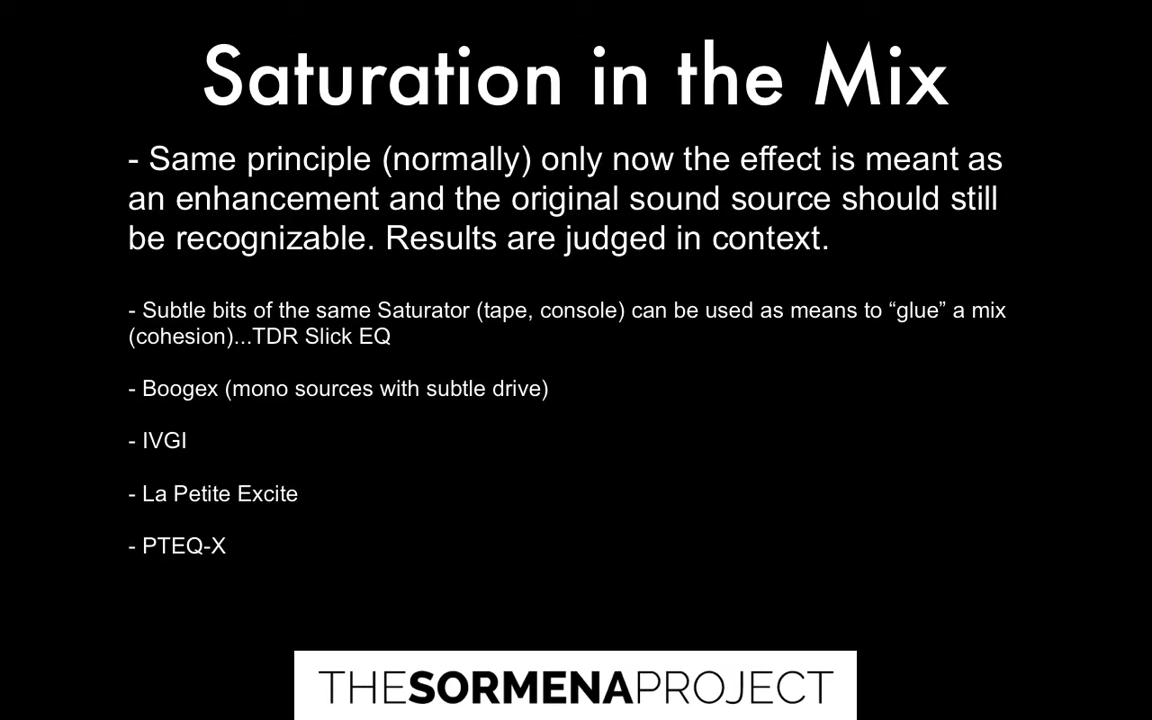 Saturation in the Mix
- Same principle (normally) only now the effect is meant as
an enhancement and the original sound source should still
be recognizable. Results are judged in context.
- Subtle bits of the same Saturator (tape, console) can be used as means to “glue” a mix
(cohesion)...TDR Slick EQ
- Boogex (mono sources with subtle drive)
- IVGI
- La Petite Excite
- PTEQ-X
THESORMENAPROJECT